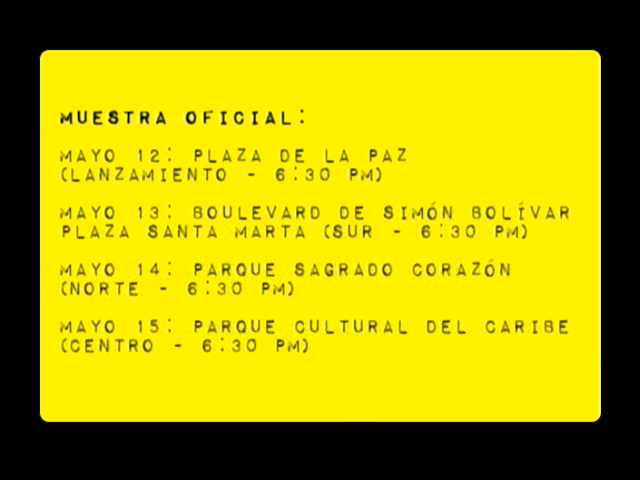 MUESTRA OFICIAL:
MAYO 12: PLAZA DE LA PAZ
(LANZAMIENTO - 6:30 PM)
MAYO 13: BOULEVARD DE SIMÓN BOLÍVAR
PLAZA SANTA MARTA (SUR - 6:30 PM)
MAYO 14: PARQUE SAGRADO CORAZÓN
(NORTE - 6:30 PM)
MAYO 15: PARQUE CULTURAL DEL CARIBE
(CENTRO - 6:30 PM)